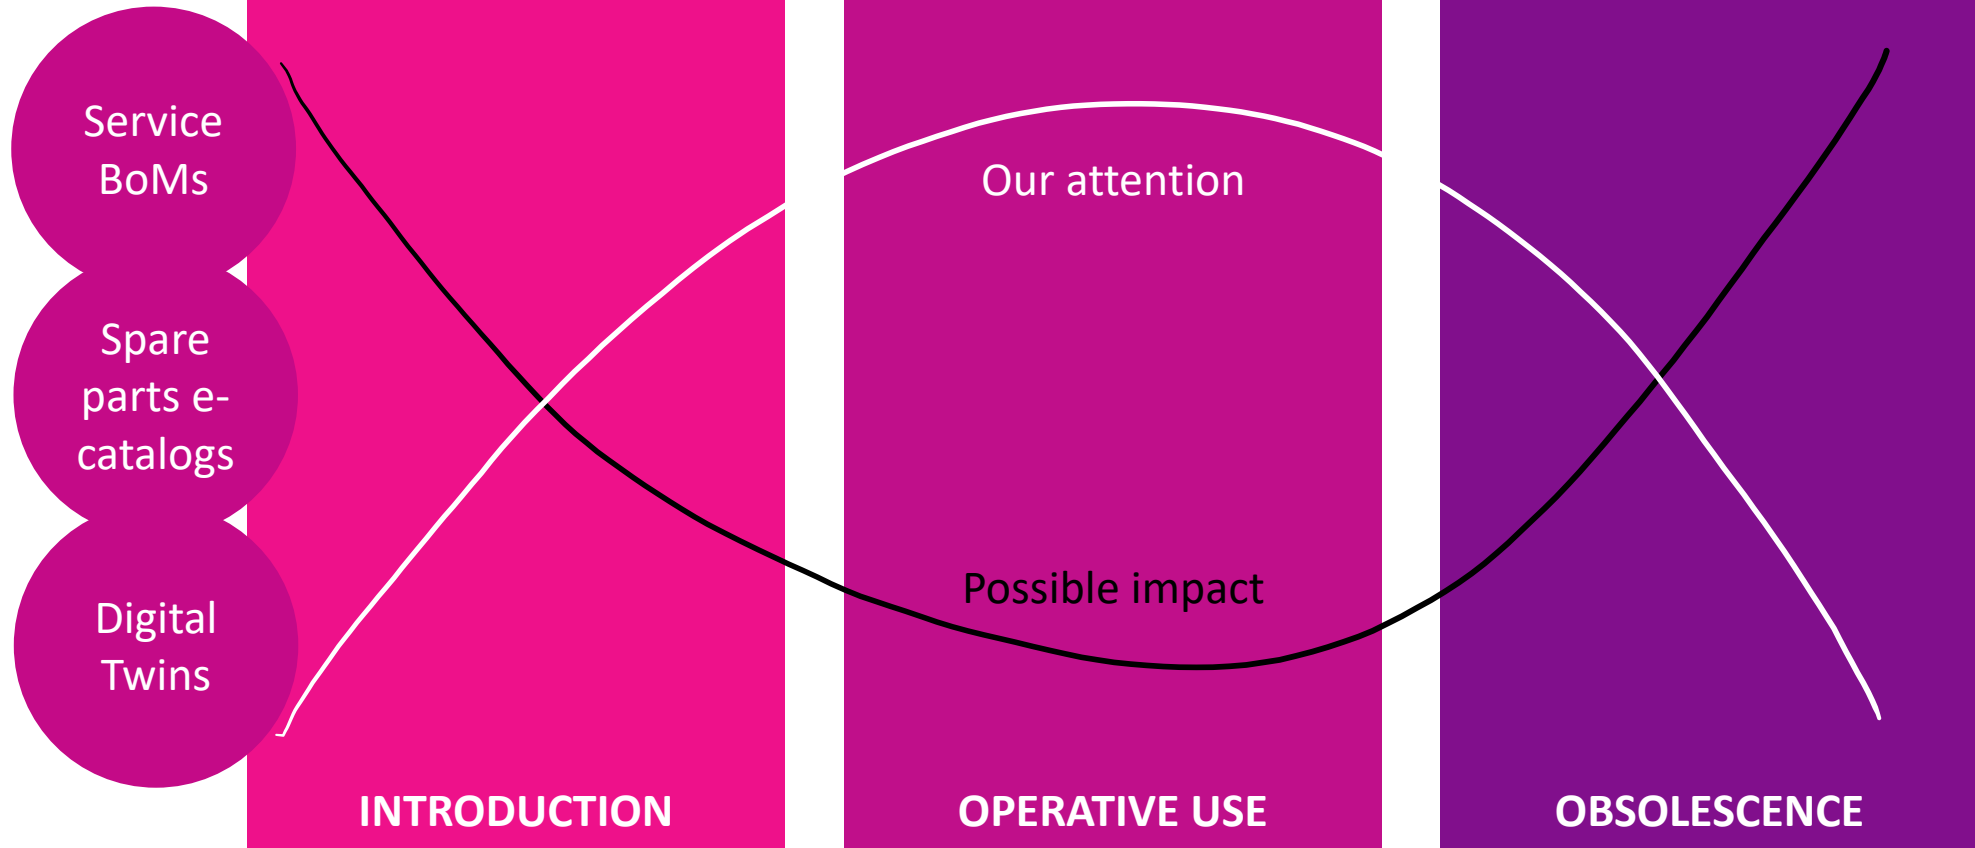 Service
BoMs
Spare
parts e-
catalogs
Digital
Twins
Our attention
Possible impact
INTRODUCTION
OPERATIVE USE
OBSOLESCENCE